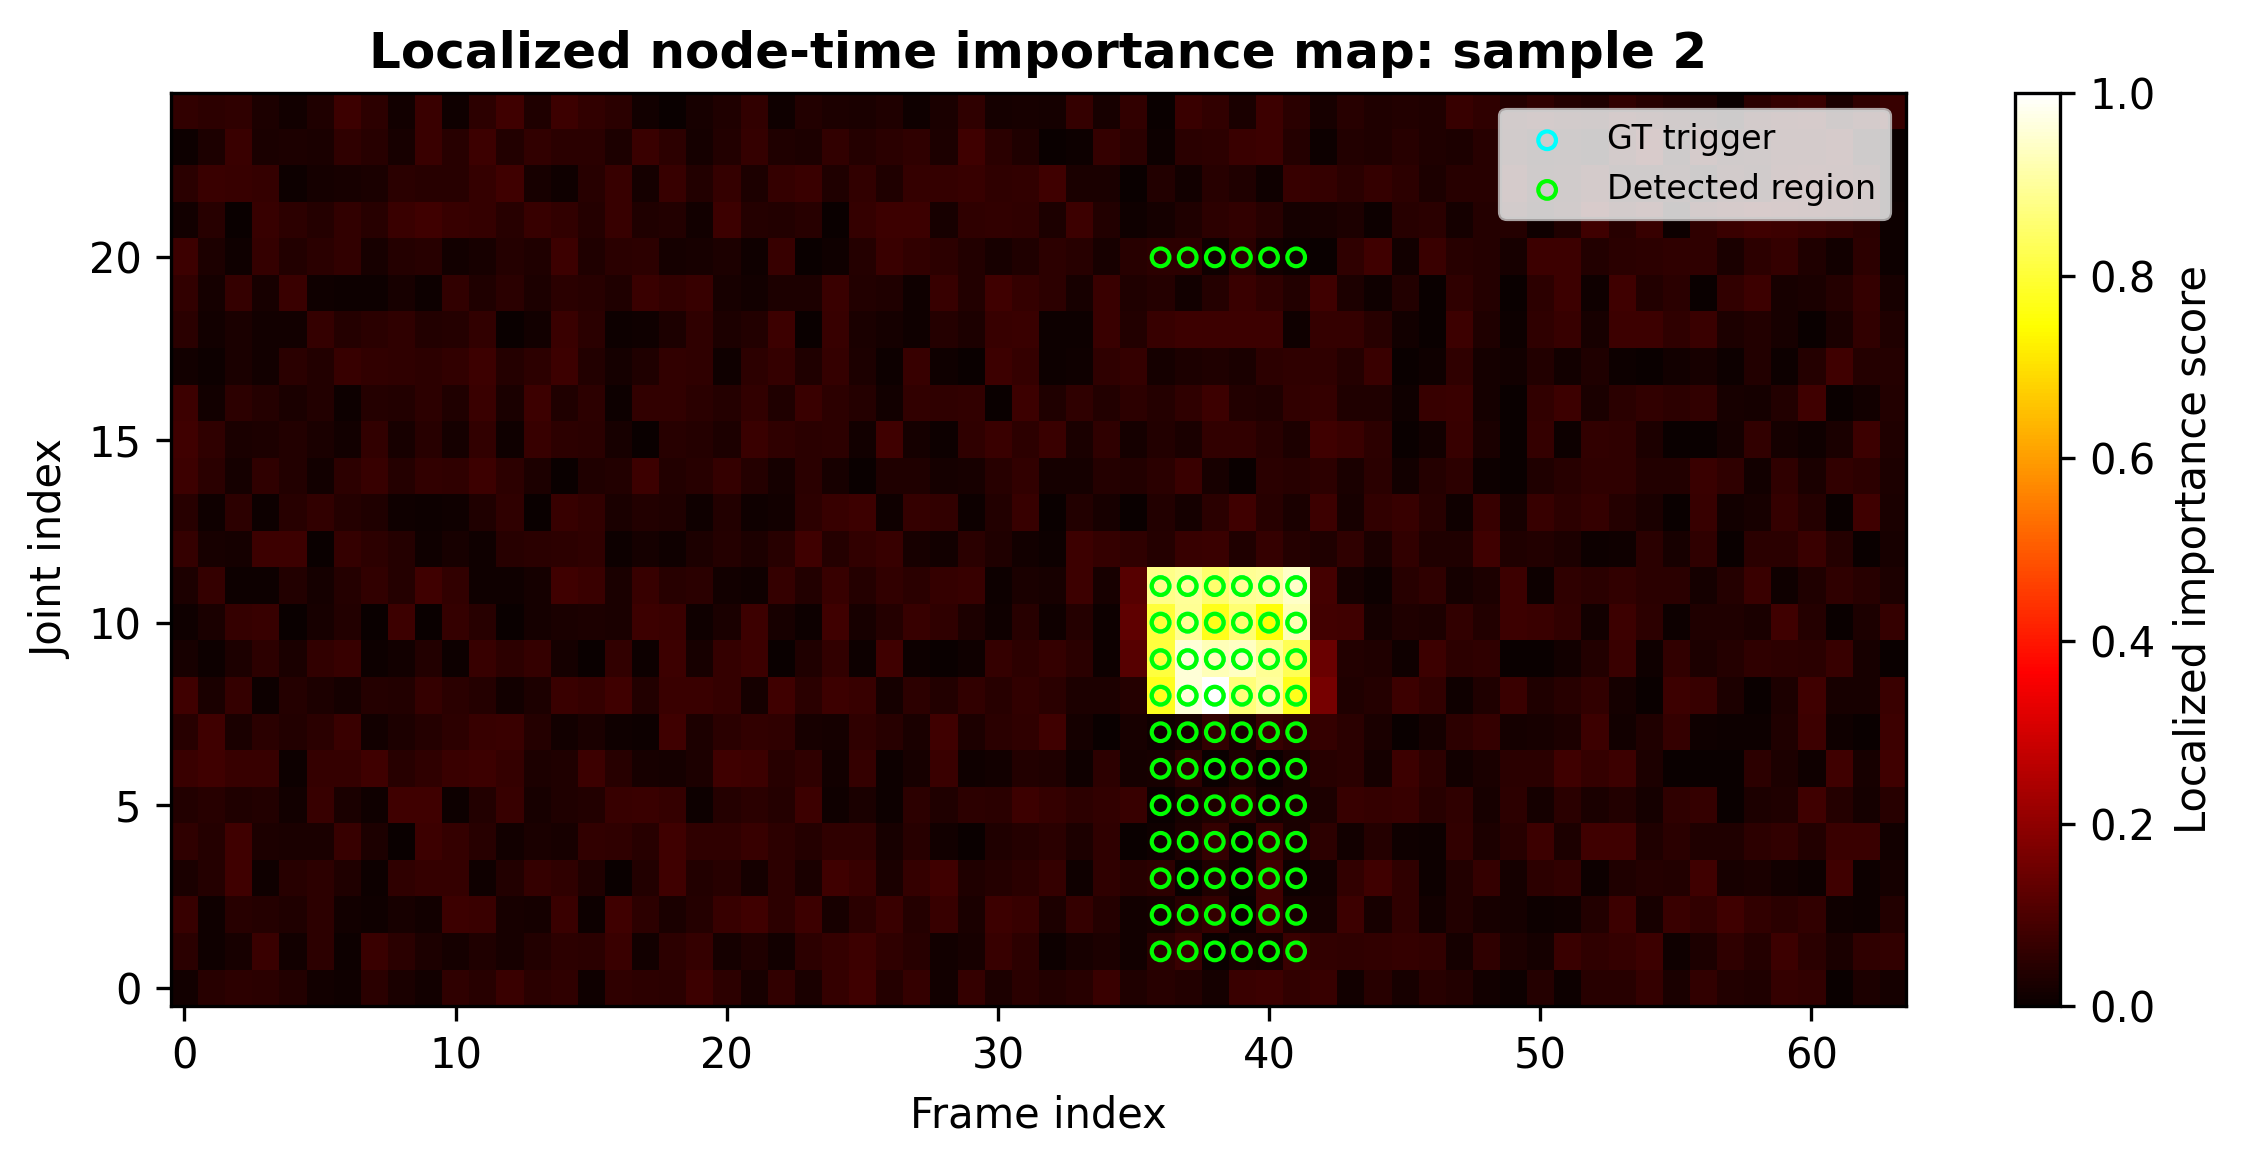 Localized node-time importance map: sample 2
GT trigger
Detected region
Joint index
20
15
10
5
0
0 10 20 30 40 50 60
Frame index
1.0
0.8
0.6
0.4
0.2
0.0
Localized importance score